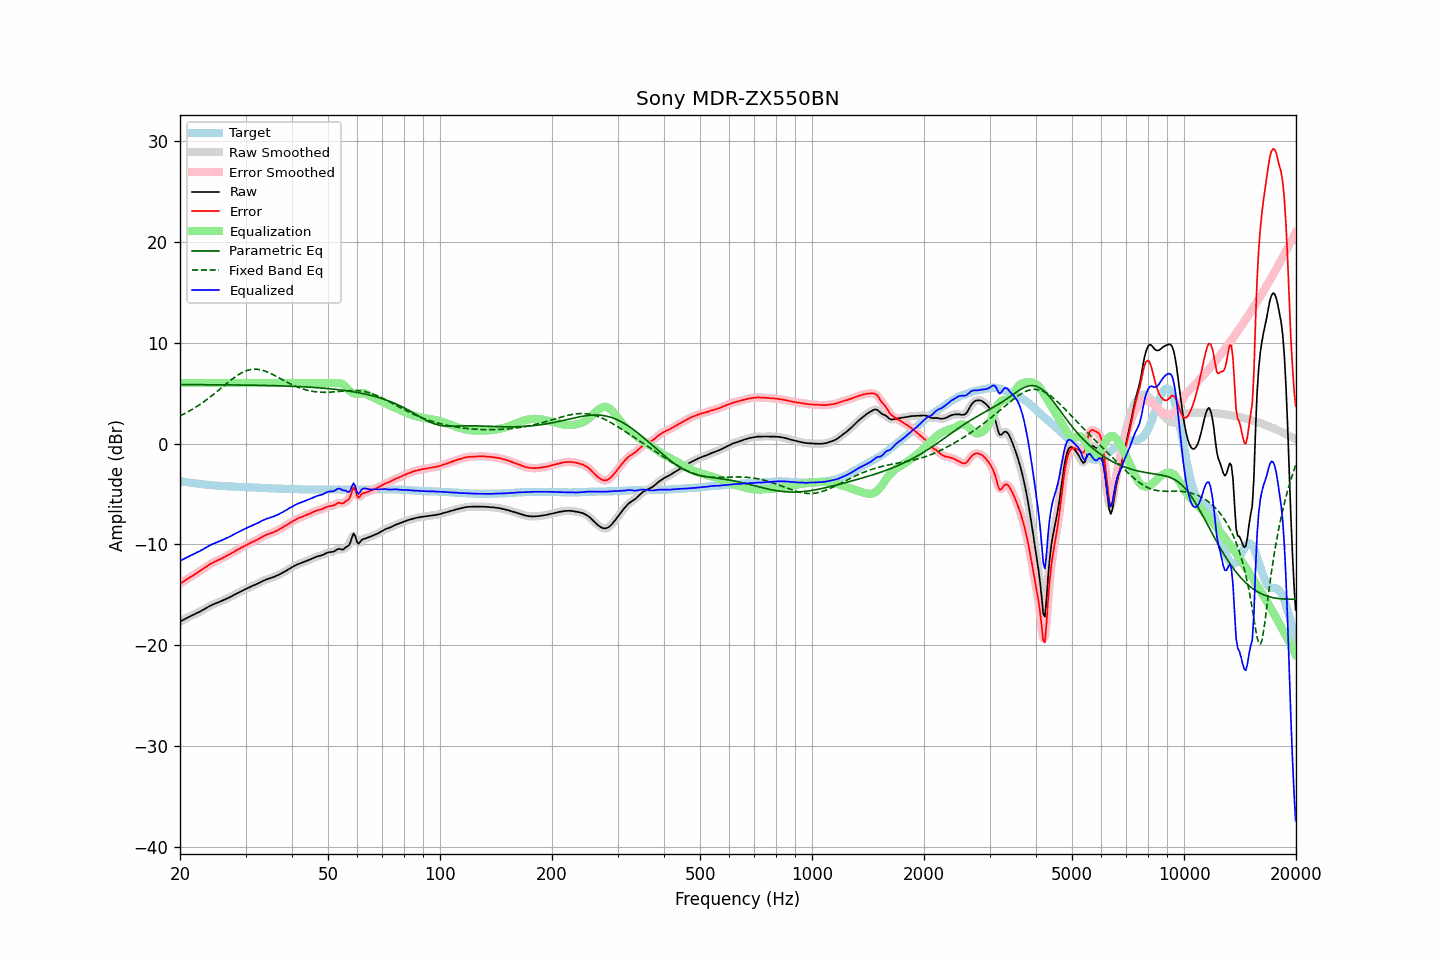 Sony MDR-ZX550BN
Target
Raw Smoothed
Error Smoothed
Raw
Error
Equalization
Parametric Eq
Fixed Band Eq
Equalized
30
20
10
0
−10
−20
−30
−40
Amplitude (dBr)
20
50
100
200
500
1000
2000
5000
10000
20000
Frequency (Hz)